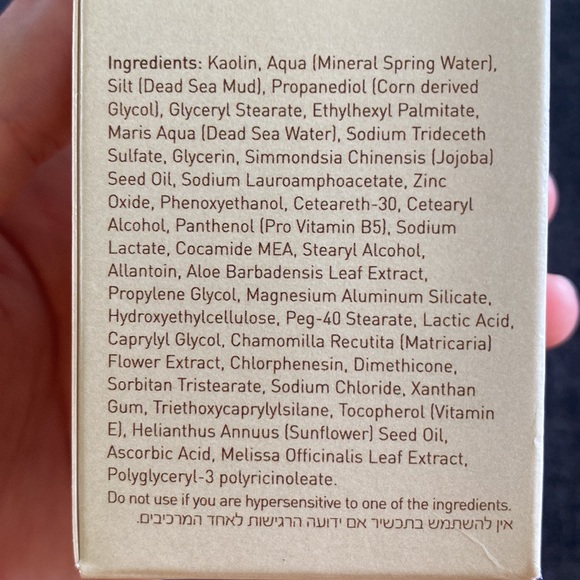 Ingredients: Kaolin, Aqua (Mineral Spring Water),
Silt (Dead Sea Mud), Propanediol (Corn derived
Glycol), Glyceryl Stearate, Ethylhexyl Palmitate,
Maris Aqua (Dead Sea Water), Sodium Trideceth
Sulfate, Glycerin, Simmondsia Chinensis (Jojoba)
Seed Oil, Sodium Lauroamphoacetate, Zinc
Oxide, Phenoxyethanol, Ceteareth-30, Cetearyl
Alcohol, Panthenol (Pro Vitamin B5), Sodium
Lactate, Cocamide MEA, Stearyl Alcohol,
Allantoin, Aloe Barbadensis Leaf Extract,
Propylene Glycol, Magnesium Aluminum Silicate,
Hydroxyethylcellulose, Peg-40 Stearate, Lactic Acid,
Caprylyl Glycol, Chamomilla Recutita (Matricaria)
Flower Extract, Chlorphenesin, Dimethicone,
Sorbitan Tristearate, Sodium Chloride, Xanthan
Gum, Triethoxycaprylylsilane, Tocopherol (Vitamin
E), Helianthus Annuus (Sunflower) Seed Oil,
Ascorbic Acid, Melissa Officinalis Leaf Extract,
Polyglyceryl-3 polyricinoleate.
Do not use if you are hypersensitive to one of the ingredients.
אין להשתמש בתכשיר אם ידועה הרגישות לאחד המרכיבים.